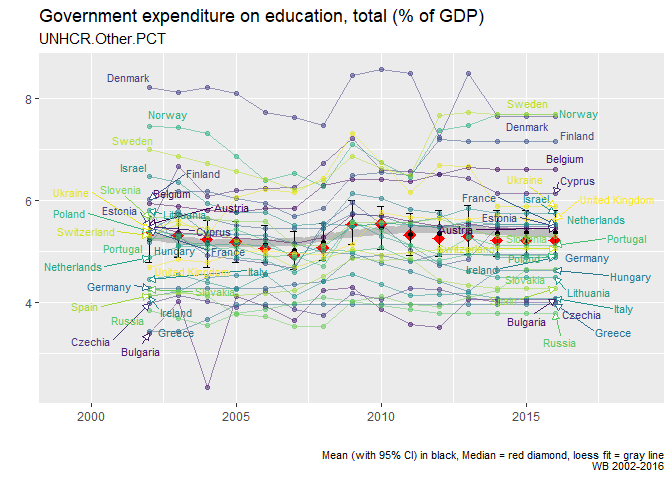 Government expenditure on education, total (% of GDP)
UNHCR.Other.PCT
Denmark
Norway
Sweden
Israel
Finland
Slovenia
Ukraine
Belgium
Estonia
Austria
Poland
Lithuania
Switzerland
Cyprus
Portugal
Hungary
France
Netherlands
United Kingdom
Italy
Germany
Slovakia
Spain
Ireland
Russia
Greece
Czechia
Bulgaria
Sweden
Norway
Denmark
Finland
Belgium
Ukraine
Cyprus
France
Israel
United Kingdom
Estonia
Netherlands
Austria
Slovenia
Portugal
Switzerland
Poland
Germany
Ireland
Hungary
Slovakia
Lithuania
Italy
Bulgaria
Czechia
Greece
Russia
8
6
4
2000
2005
2010
2015
Mean (with 95% CI) in black, Median = red diamond, loess fit = gray line
WB 2002-2016